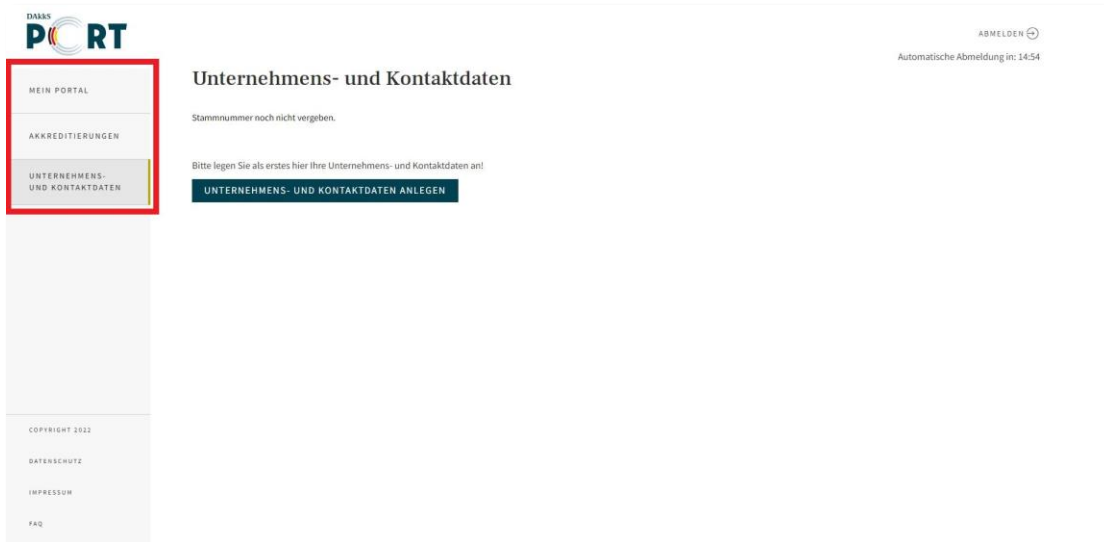 DAkkS
PORT
ABMELDEN
Automatische Abmeldung in: 14:54
MEIN PORTAL
AKKREDITIERUNGEN
UNTERNEHMENS-
UND KONTAKTDATEN
Unternehmens- und Kontaktdaten
Stammnummer noch nicht vergeben.
Bitte legen Sie als erstes hier Ihre Unternehmens- und Kontaktdaten an!
UNTERNEHMENS- UND KONTAKTDATEN ANLEGEN
COPYRIGHT 2022
DATENSCHUTZ
IMPRESSUM
FAQ